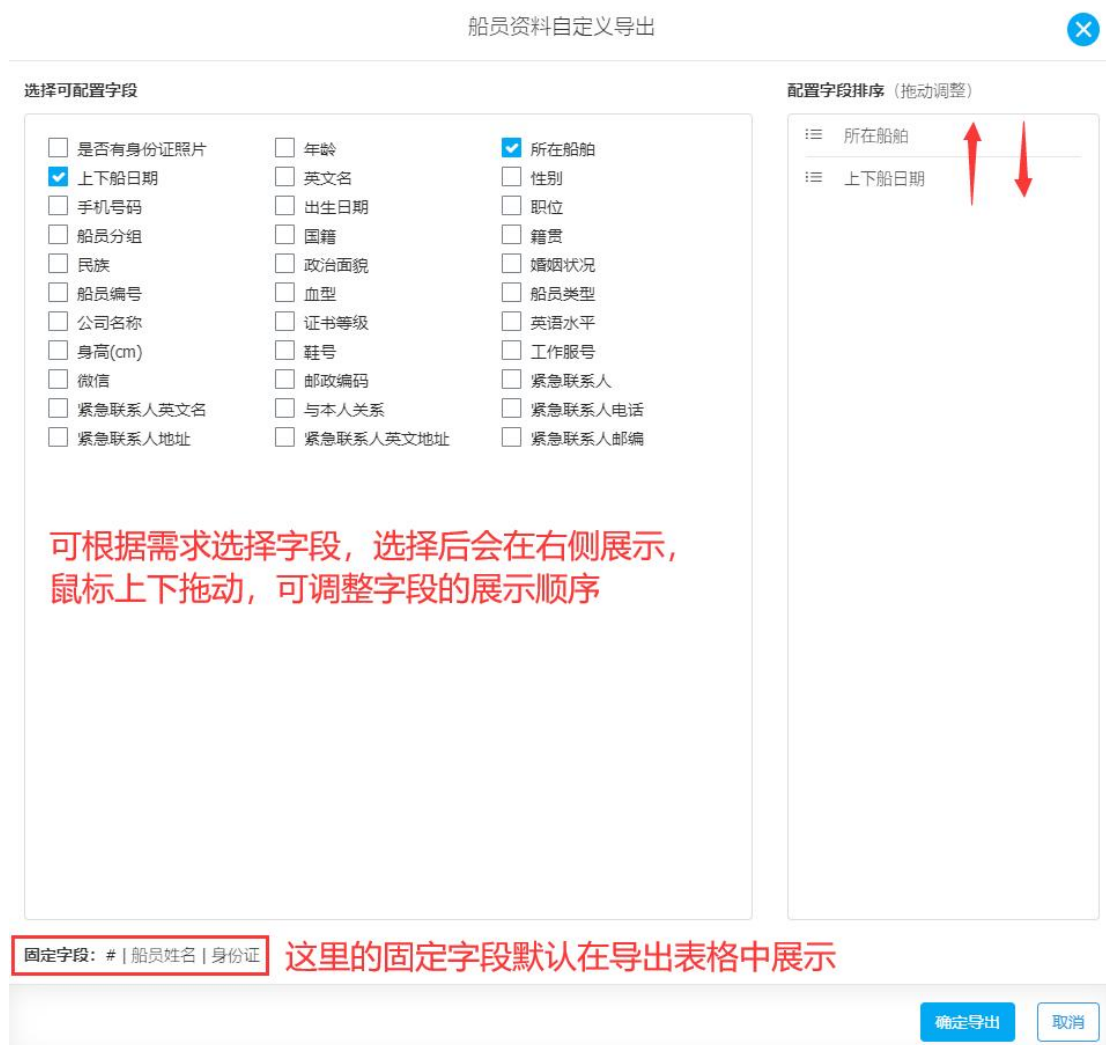 船员资料自定义导出
选择可配置字段
配置字段排序（拖动调整）
是否有身份证照片 年龄 所在船舶
上下船日期 英文名 性别
手机号码 出生日期 职位
船员分组 国籍 籍贯
民族 政治面貌 婚姻状况
船员编号 血型 船员类型
公司名称 证书等级 英语水平
身高(cm) 鞋号 工作服号
微信 邮政编码 紧急联系人
紧急联系人英文名 与本人关系 紧急联系人电话
紧急联系人地址 紧急联系人英文地址 紧急联系人邮编
所在船舶
上下船日期
可根据需求选择字段，选择后会在右侧展示，
鼠标上下拖动，可调整字段的展示顺序
固定字段：# | 船员姓名 | 身份证
这里的固定字段默认在导出表格中展示
确定导出 取消